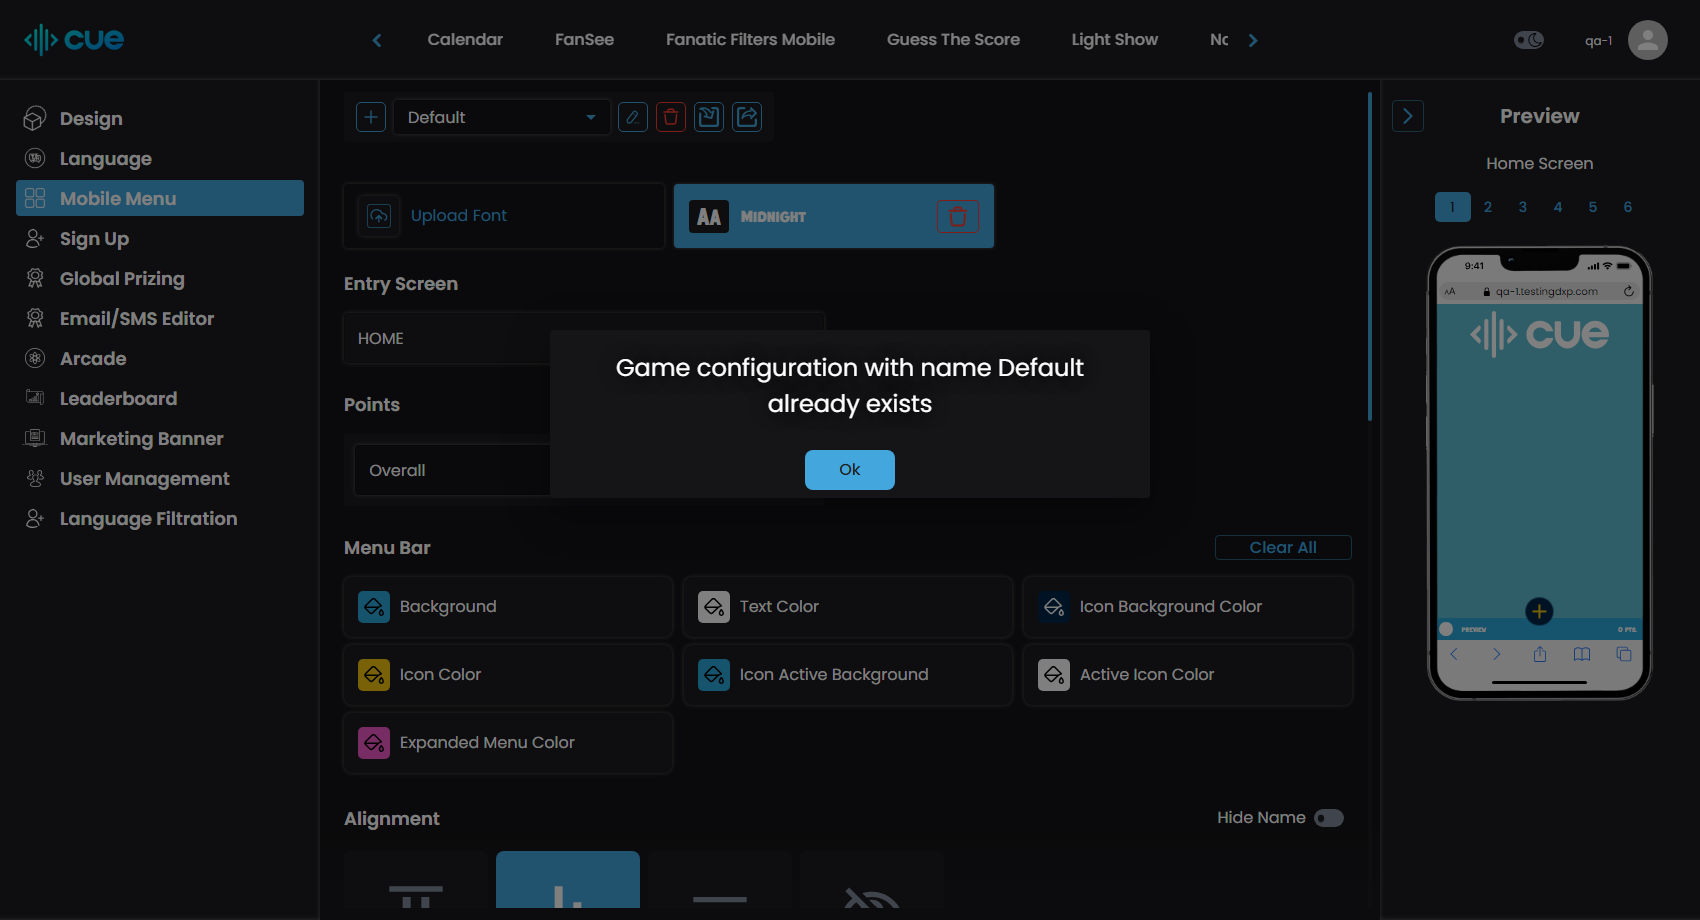 cue
Calendar
FanSee
Fanatic Filters Mobile
Guess The Score
Light Show
qa-1
Design
Language
Mobile Menu
Sign Up
Global Prizing
Email/SMS Editor
Arcade
Leaderboard
Marketing Banner
User Management
Language Filtration
Default
Upload Font
AA MIDNIGHT
Entry Screen
HOME
Game configuration with name Default
already exists
Ok
Points
Overall
Menu Bar
Clear All
Background
Text Color
Icon Background Color
Icon Color
Icon Active Background
Active Icon Color
Expanded Menu Color
Alignment
Hide Name
Preview
Home Screen
1 2 3 4 5 6
9:41
AA qa-1.testingdxp.com
cue
PREVIEW
0 PTS.